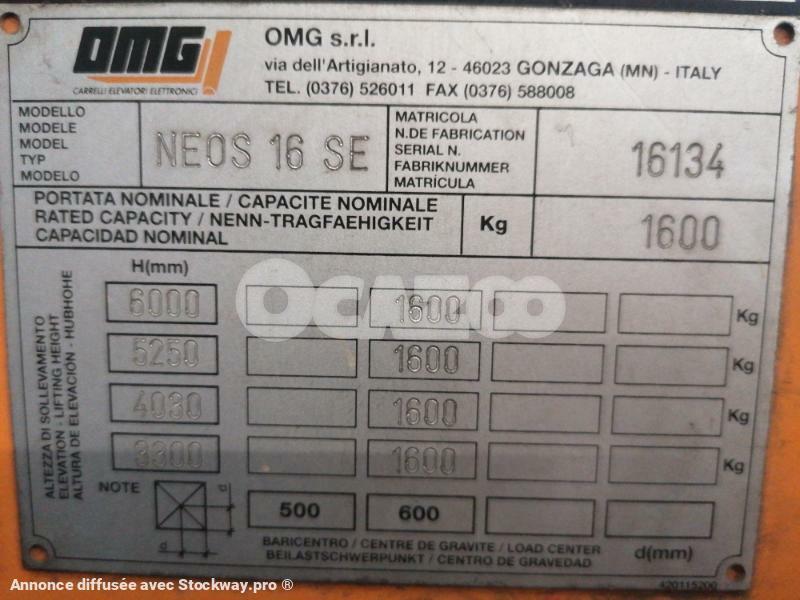 OMG
CARRELLI ELEVATORI ELETTRONICI
OMG s.r.l.
via dell'Artigianato, 12 - 46023 GONZAGA (MN) - ITALY
TEL. (0376) 526011 FAX (0376) 588008
MODELLO
MODELE
MODEL
TYP
MODELO
NEOS 16 SE
MATRICOLA
N.DE FABRICATION
SERIAL N.
FABRIKNUMMER
MATRÍCULA
16134
PORTATA NOMINALE / CAPACITE NOMINALE
RATED CAPACITY / NENN-TRAGFAEHIGKEIT
CAPACIDAD NOMINAL
Kg
1600
ALTEZZA DI SOLLEVAMENTO
ELEVATION - LIFTING HEIGHT
ALTURA DE ELEVACIÓN - HUBHOHE
H(mm)
6000 1600 Kg
5250 1600 Kg
4030 1600 Kg
3300 1600 Kg
OCAZOO
NOTE
d
d
500 600
BARICENTRO / CENTRE DE GRAVITE / LOAD CENTER
BEILASTSCHWERPUNKT / CENTRO DE GRAVEDAD
d(mm)
420115200
Annonce diffusée avec Stockway.pro ®